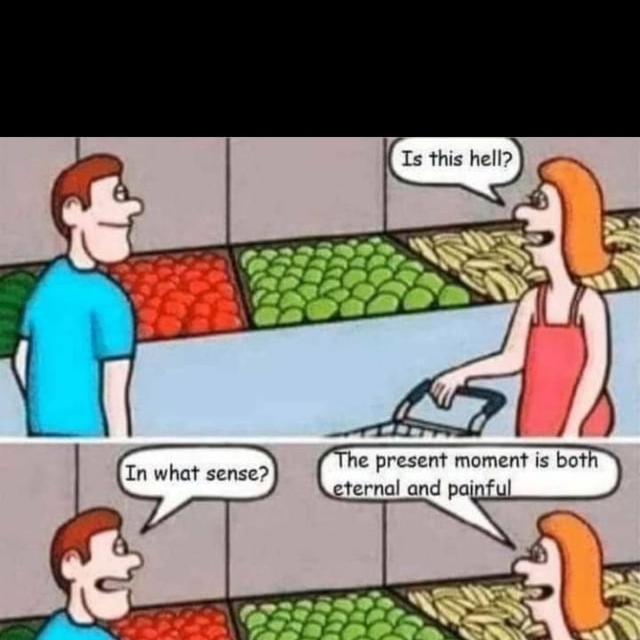 Is this hell?
In what sense?
The present moment is both
eternal and painful